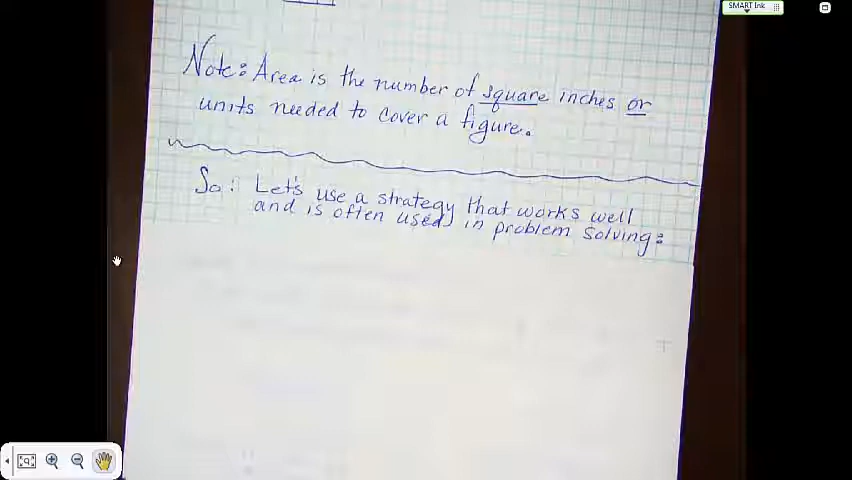 SMART Ink
Note: Area is the number of square inches or
units needed to cover a figure.
So: Let's use a strategy that works well
and is often used in problem solving: